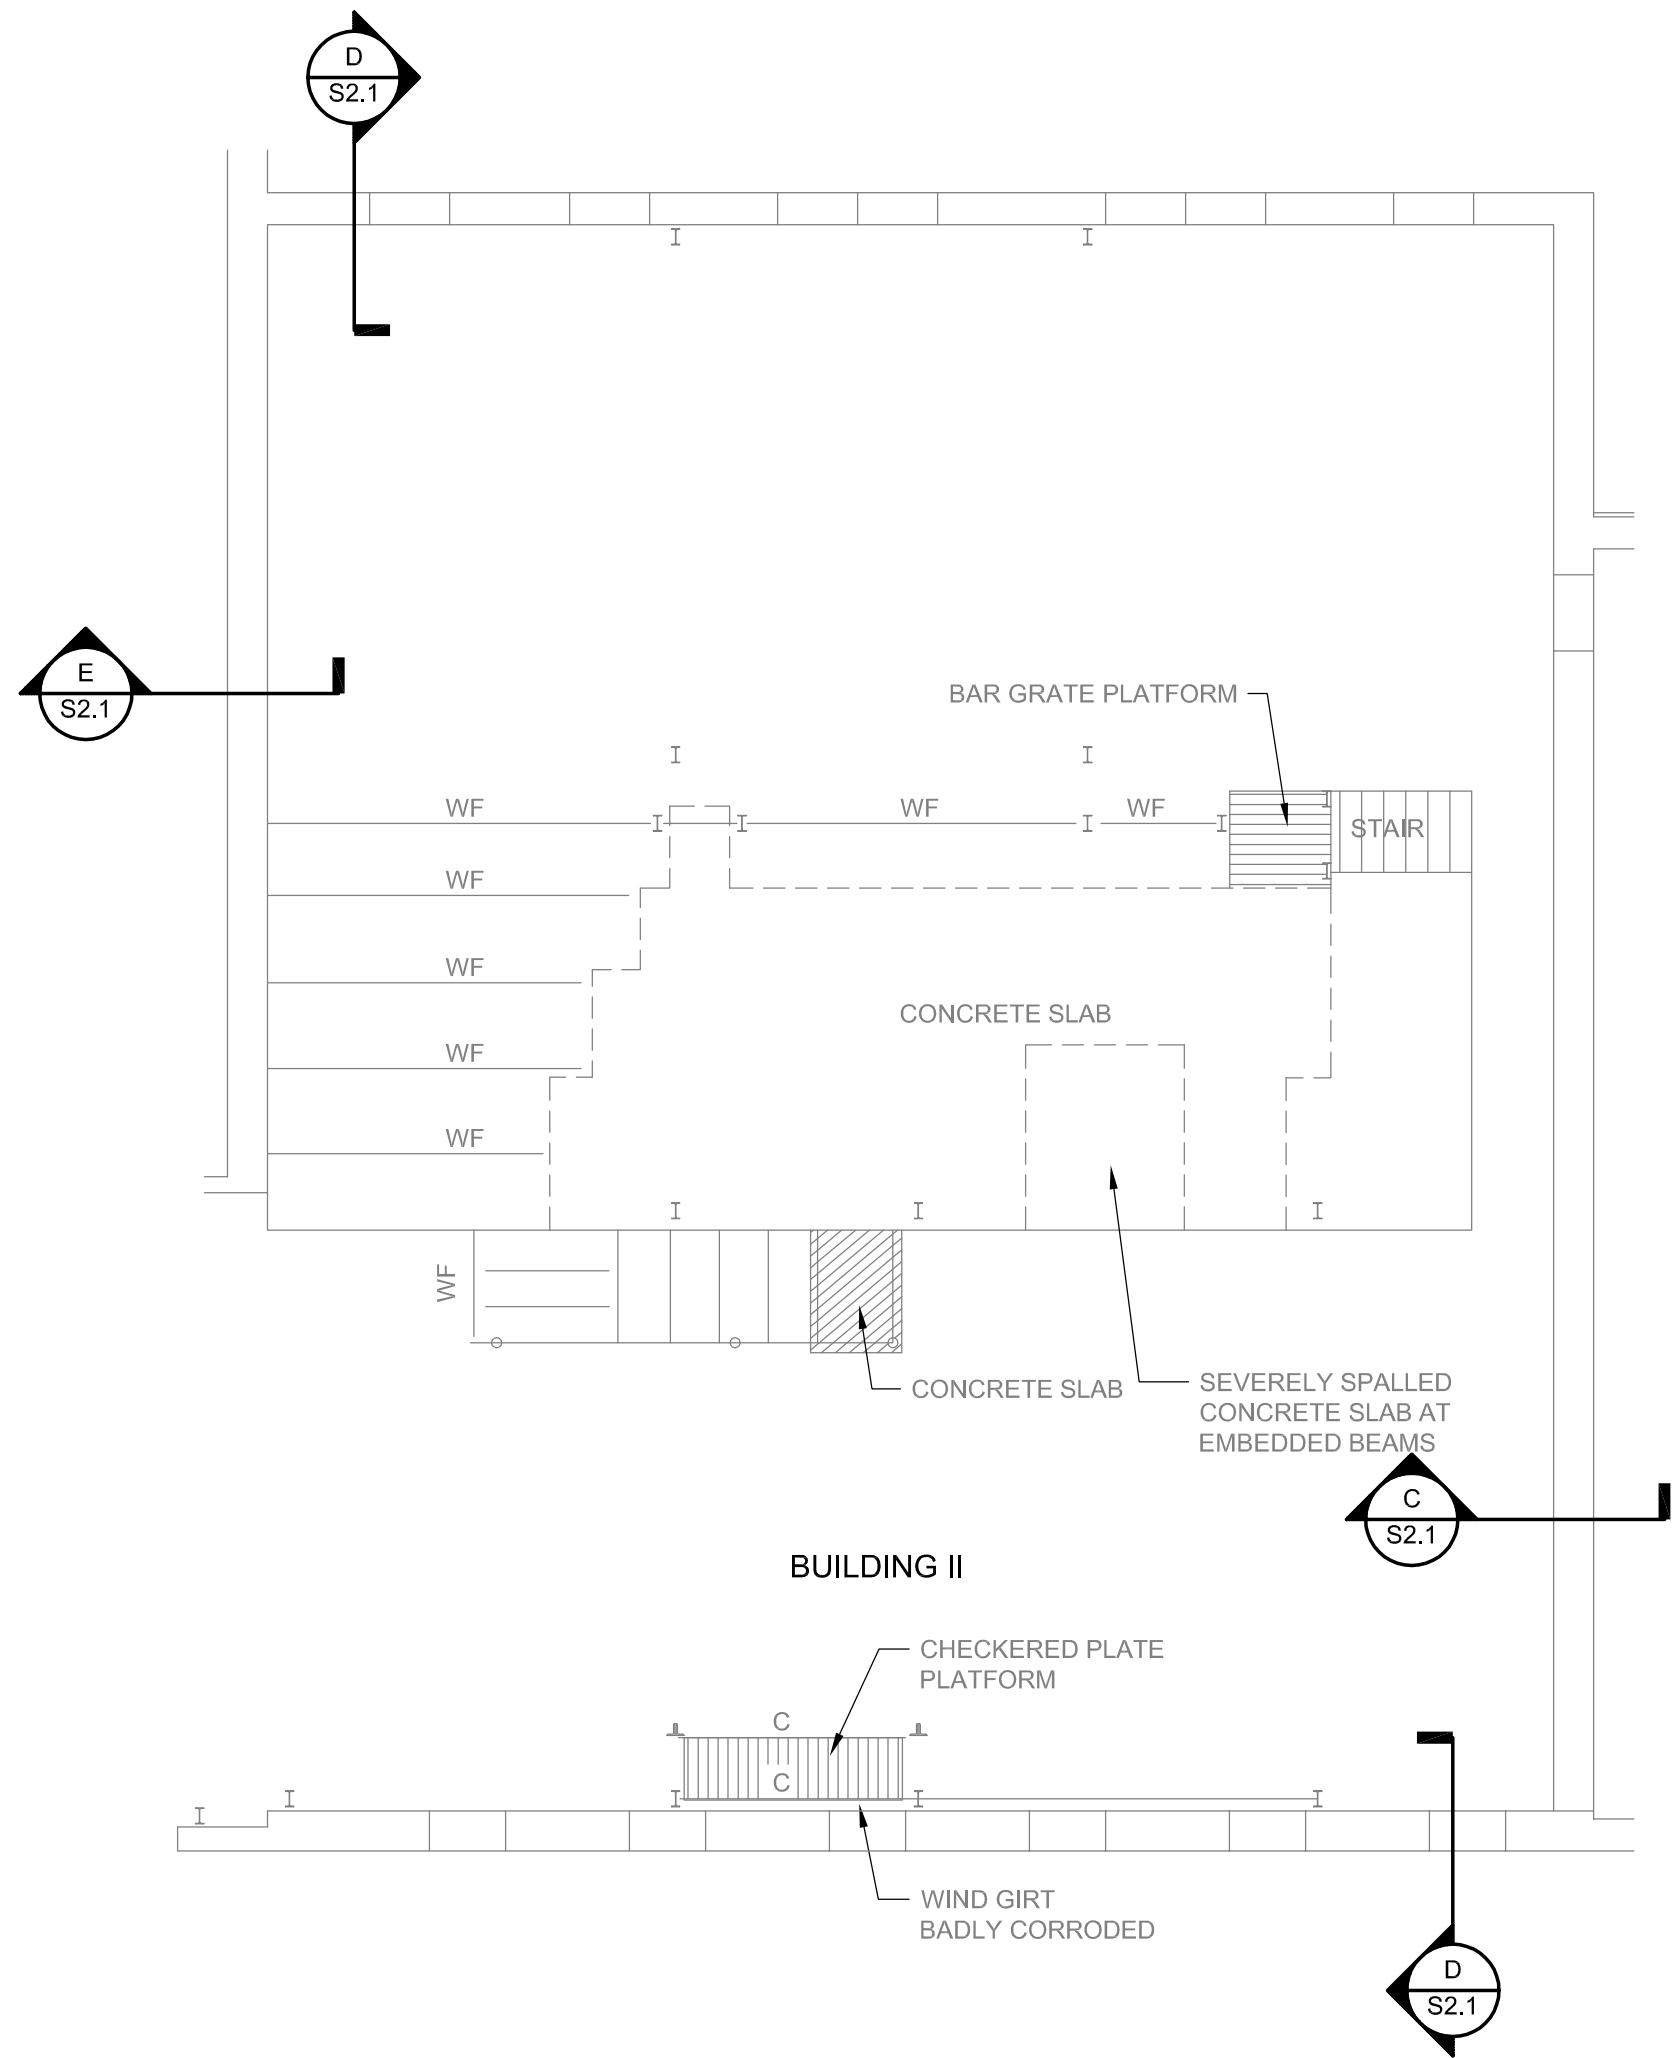 D
S2.1
E
S2.1
BAR GRATE PLATFORM
WF
WF
WF
STAIR
WF
WF
CONCRETE SLAB
WF
WF
WF
CONCRETE SLAB
SEVERELY SPALLED
CONCRETE SLAB AT
EMBEDDED BEAMS
C
S2.1
BUILDING II
CHECKERED PLATE
PLATFORM
C
C
WIND GIRT
BADLY CORRODED
D
S2.1